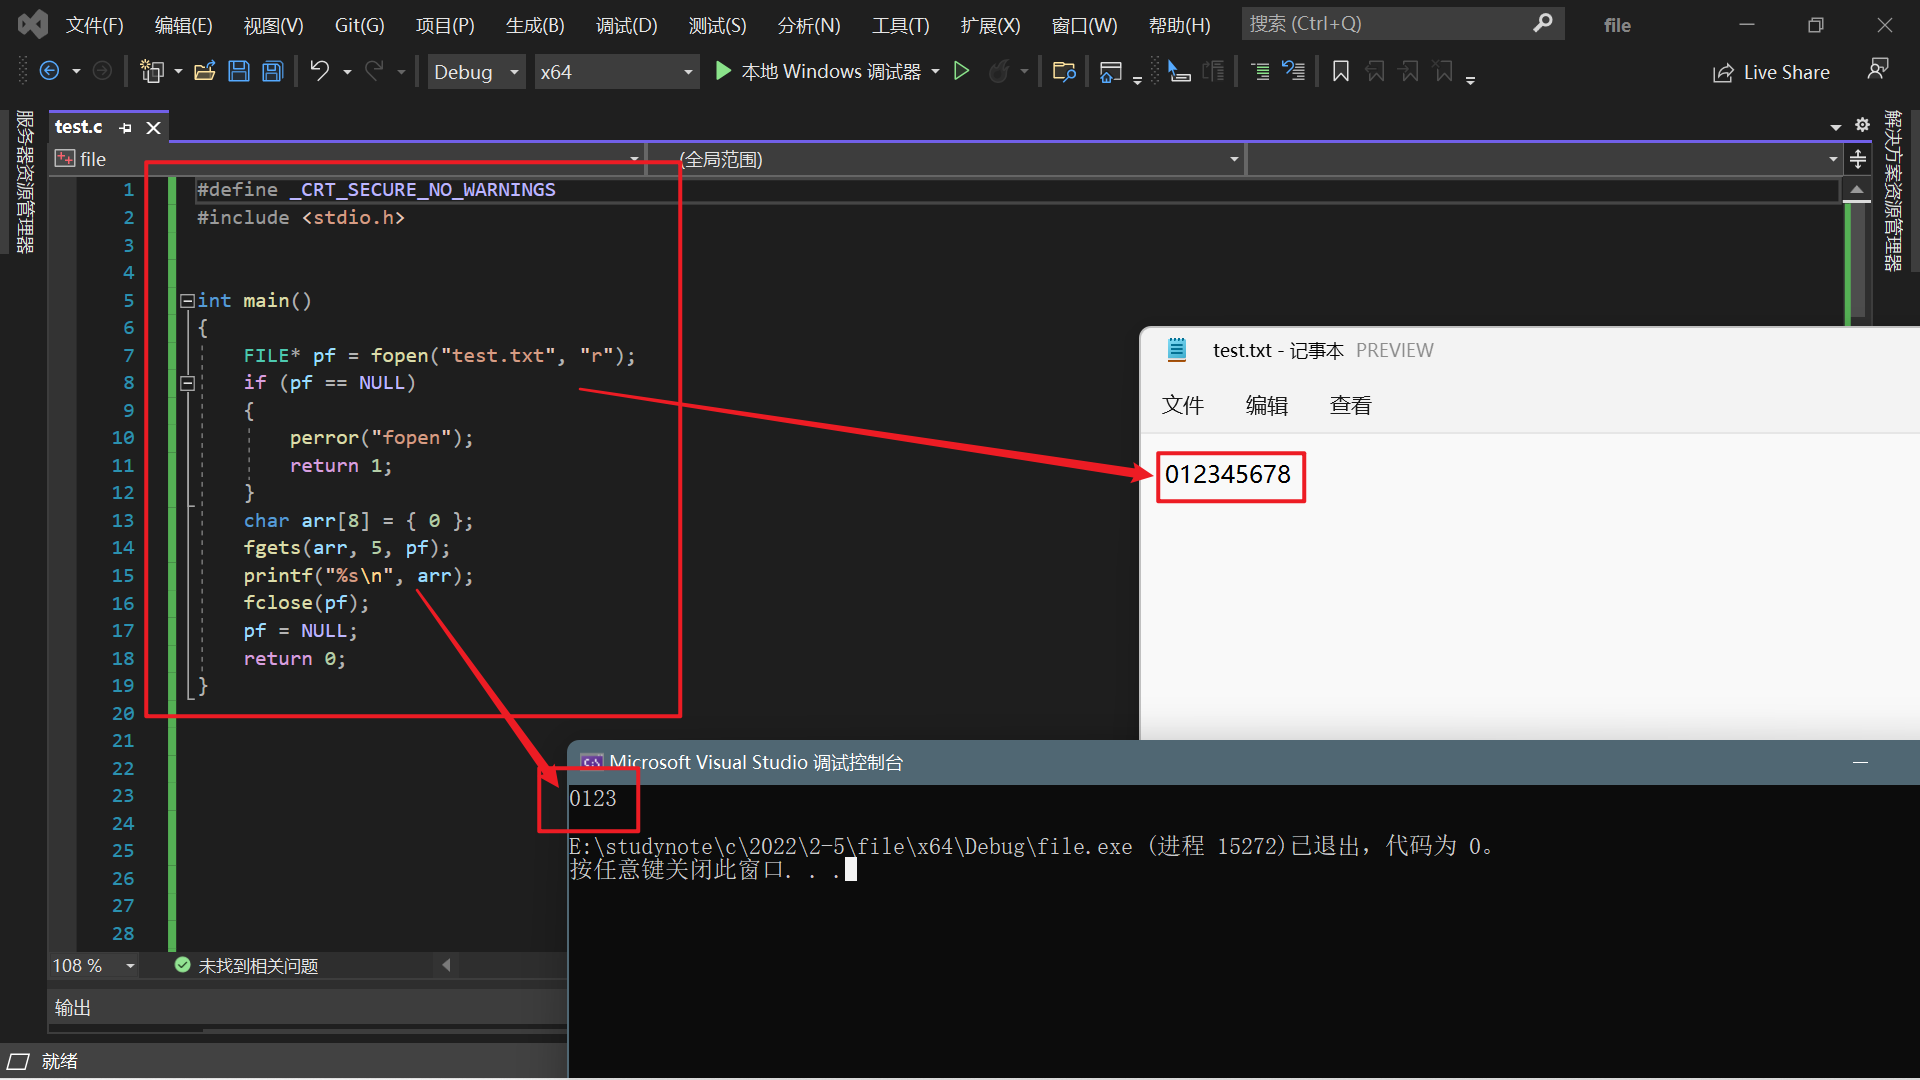 文件(F) 编辑(E) 视图(V) Git(G) 项目(P) 生成(B) 调试(D) 测试(S) 分析(N) 工具(T) 扩展(X) 窗口(W) 帮助(H) 搜索 (Ctrl+Q) file
Debug x64 本地 Windows 调试器 Live Share
服务器资源管理器
test.c
解决方案资源管理器
file (全局范围)
1 #define _CRT_SECURE_NO_WARNINGS
2 #include <stdio.h>
3
4
5 int main()
6 {
7 FILE* pf = fopen("test.txt", "r");
8 if (pf == NULL)
9 {
10 perror("fopen");
11 return 1;
12 }
13 char arr[8] = { 0 };
14 fgets(arr, 5, pf);
15 printf("%s\n", arr);
16 fclose(pf);
17 pf = NULL;
18 return 0;
19 }
20
21
22
23
24
25
26
27
28
test.txt - 记事本 PREVIEW
文件 编辑 查看
012345678
Microsoft Visual Studio 调试控制台
0123
E:\studynote\c\2022\2-5\file\x64\Debug\file.exe (进程 15272)已退出，代码为 0。
按任意键关闭此窗口. . .
108 % 未找到相关问题
输出
就绪